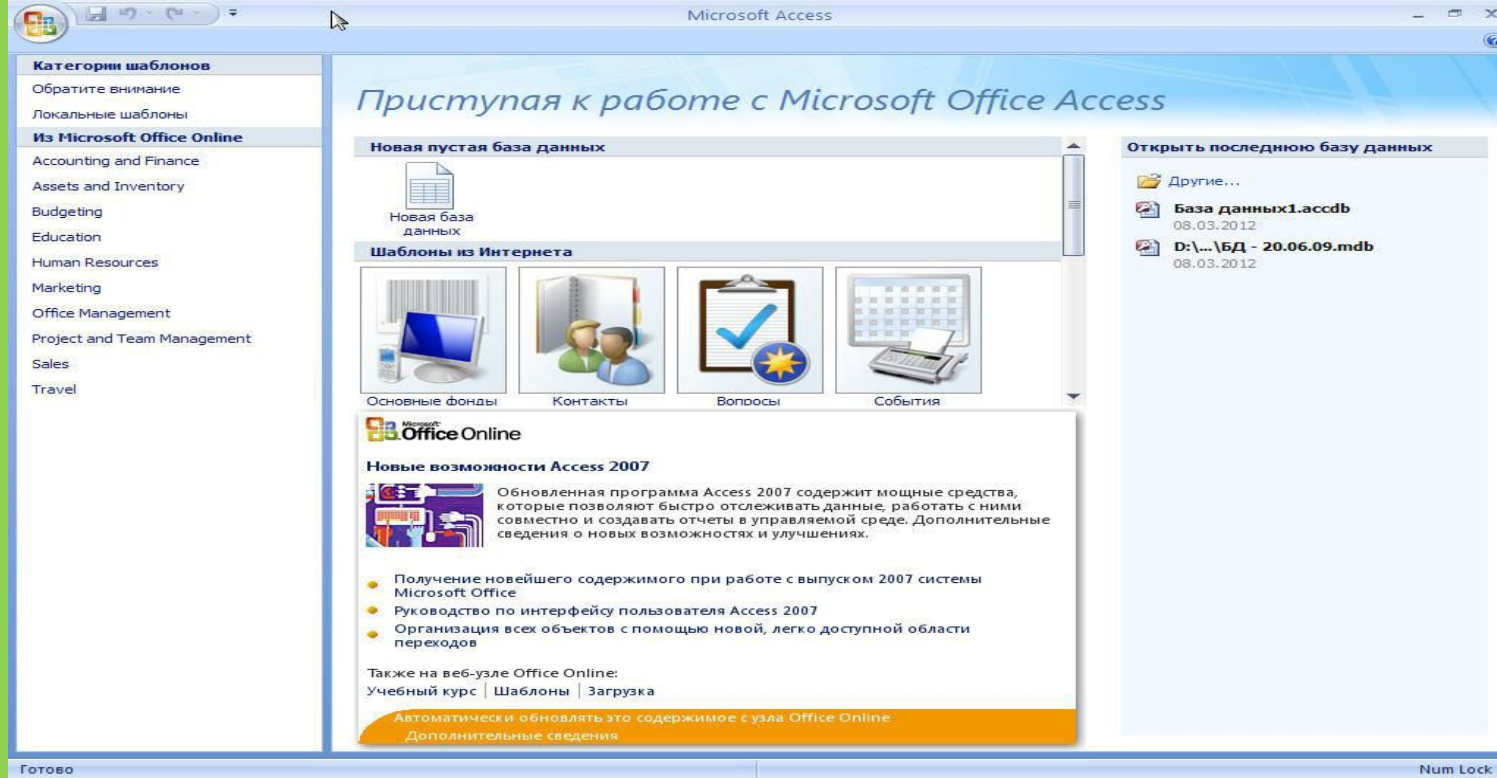 Microsoft Access
Категории шаблонов
Обратите внимание
Локальные шаблоны
Из Microsoft Office Online
Accounting and Finance
Assets and Inventory
Budgeting
Education
Human Resources
Marketing
Office Management
Project and Team Management
Sales
Travel
Приступая к работе с Microsoft Office Access
Новая пустая база данных
Новая база
данных
Шаблоны из Интернета
Основные фонды
Контакты
Вопросы
События
Microsoft
Office Online
Новые возможности Access 2007
Обновленная программа Access 2007 содержит мощные средства,
которые позволяют быстро отслеживать данные, работать с ними
совместно и создавать отчеты в управляемой среде. Дополнительные
сведения о новых возможностях и улучшениях.
Получение новейшего содержимого при работе с выпуском 2007 системы
Microsoft Office
Руководство по интерфейсу пользователя Access 2007
Организация всех объектов с помощью новой, легко доступной области
переходов
Также на веб-узле Office Online:
Учебный курс | Шаблоны | Загрузка
Автоматически обновлять это содержимое с узла Office Online
Дополнительные сведения
Открыть последнюю базу данных
Другие...
База данных1.accdb
08.03.2012
D:\...\БД - 20.06.09.mdb
08.03.2012
Готово
Num Lock